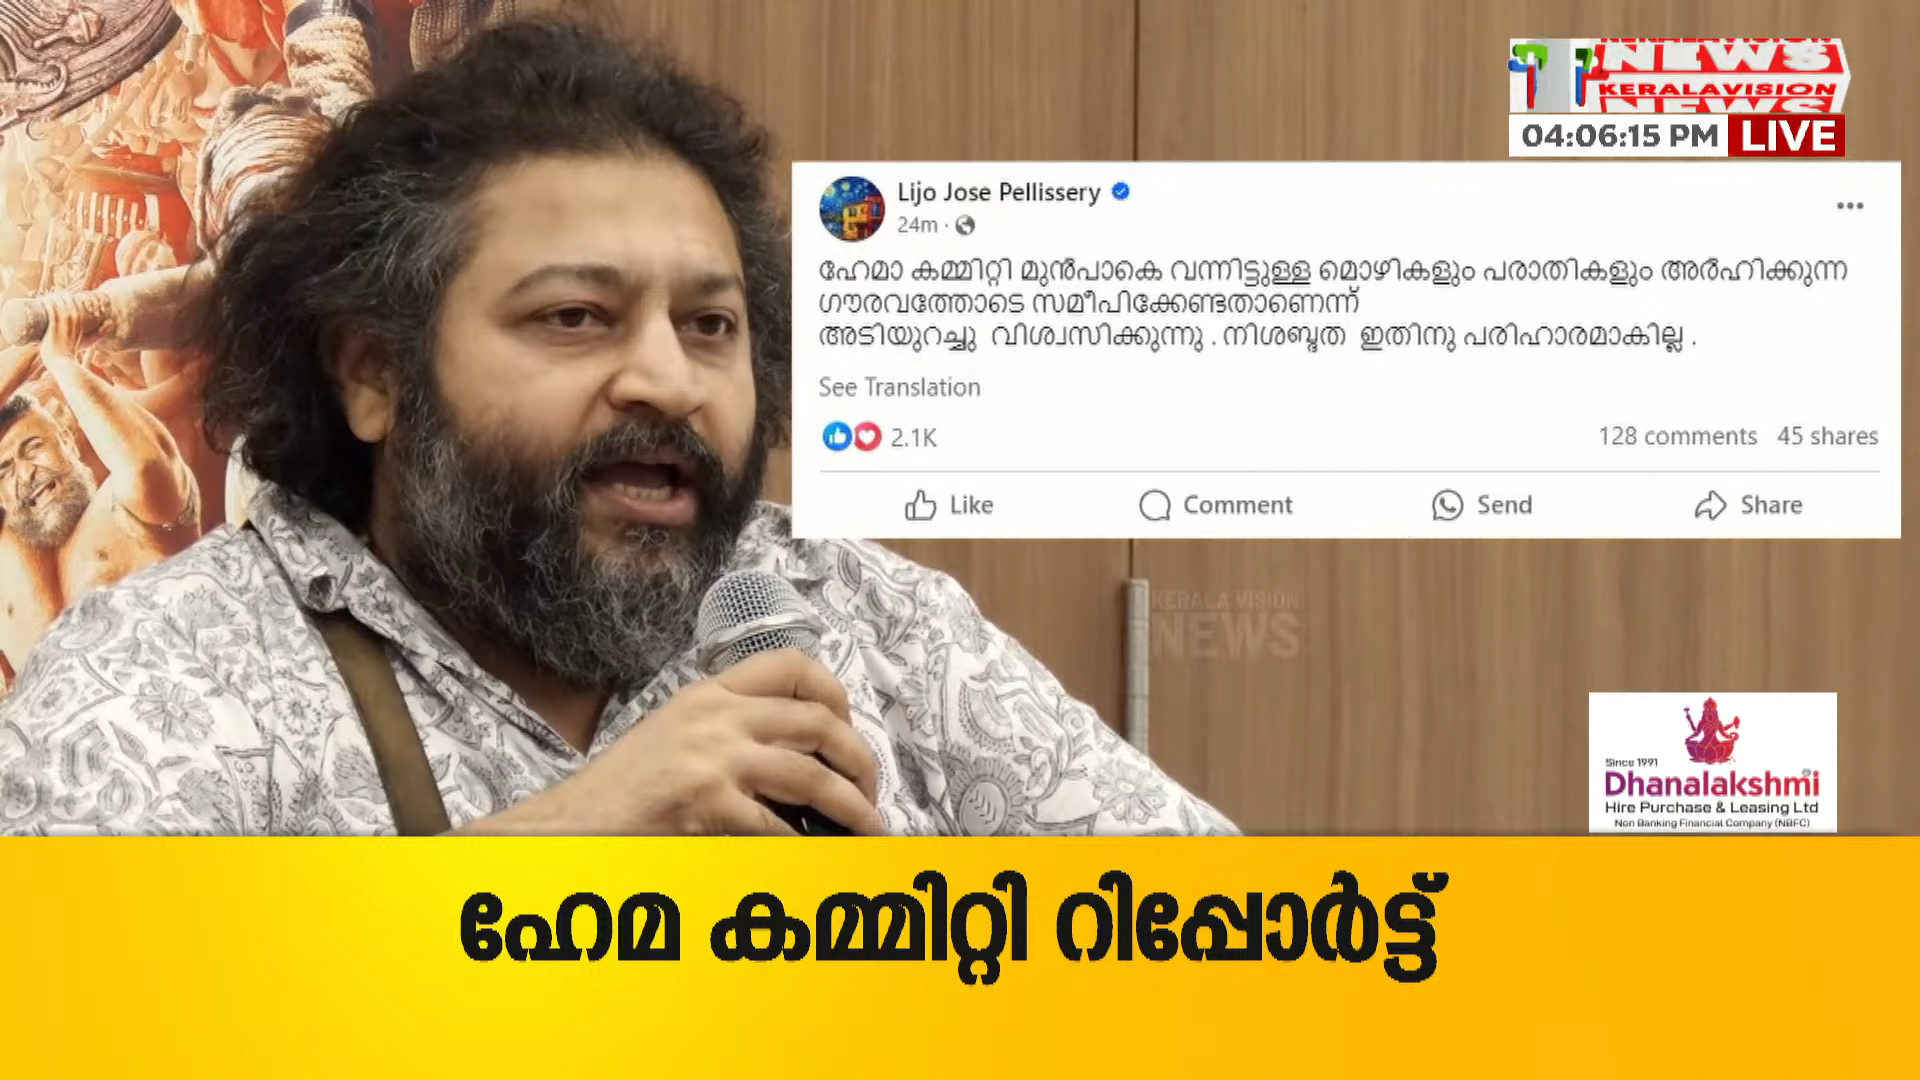 NEWS
KERALAVISION
NEWS
04:06:15 PM LIVE
Lijo Jose Pellissery
24m ·
ഹേമാ കമ്മിറ്റി മുൻപാകെ വന്നിട്ടുള്ള മൊഴികളും പരാതികളും അർഹിക്കുന്ന
ഗൗരവത്തോടെ സമീപിക്കേണ്ടതാണെന്ന്
അടിയുറച്ചു വിശ്വസിക്കുന്നു . നിശബ്ദത ഇതിനു പരിഹാരമാകില്ല .
See Translation
2.1K 128 comments 45 shares
Like Comment Send Share
KERALA VISION
NEWS
Since 1991
Dhanalakshmi
Hire Purchase & Leasing Ltd
Non Banking Financial Company (NBFC)
ഹേമ കമ്മിറ്റി റിപ്പോർട്ട്